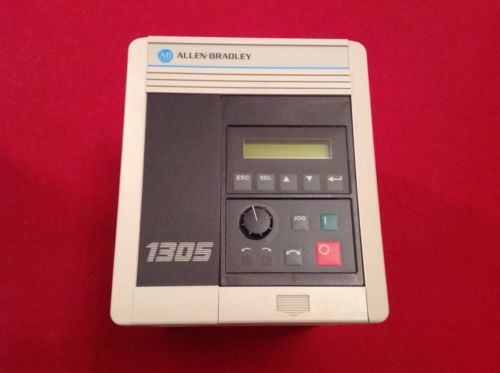 AB ALLEN-BRADLEY
ESC SEL
JOG I
1305 O